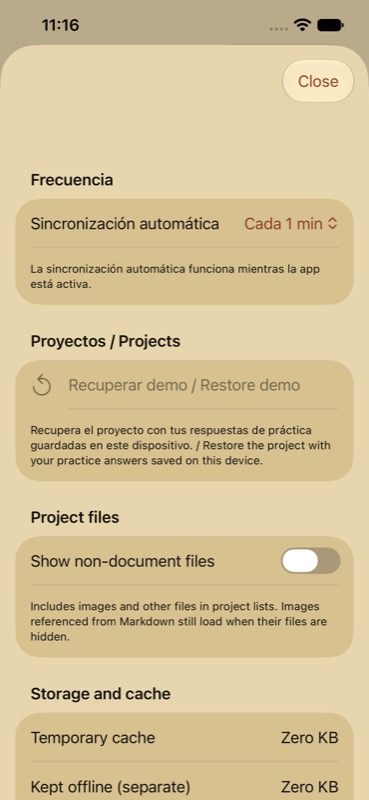 11:16
Close
Frecuencia
Sincronización automática Cada 1 min
La sincronización automática funciona mientras la app
está activa.
Proyectos / Projects
Recuperar demo / Restore demo
Recupera el proyecto con tus respuestas de práctica
guardadas en este dispositivo. / Restore the project with
your practice answers saved on this device.
Project files
Show non-document files
Includes images and other files in project lists. Images
referenced from Markdown still load when their files are
hidden.
Storage and cache
Temporary cache Zero KB
Kept offline (separate) Zero KB